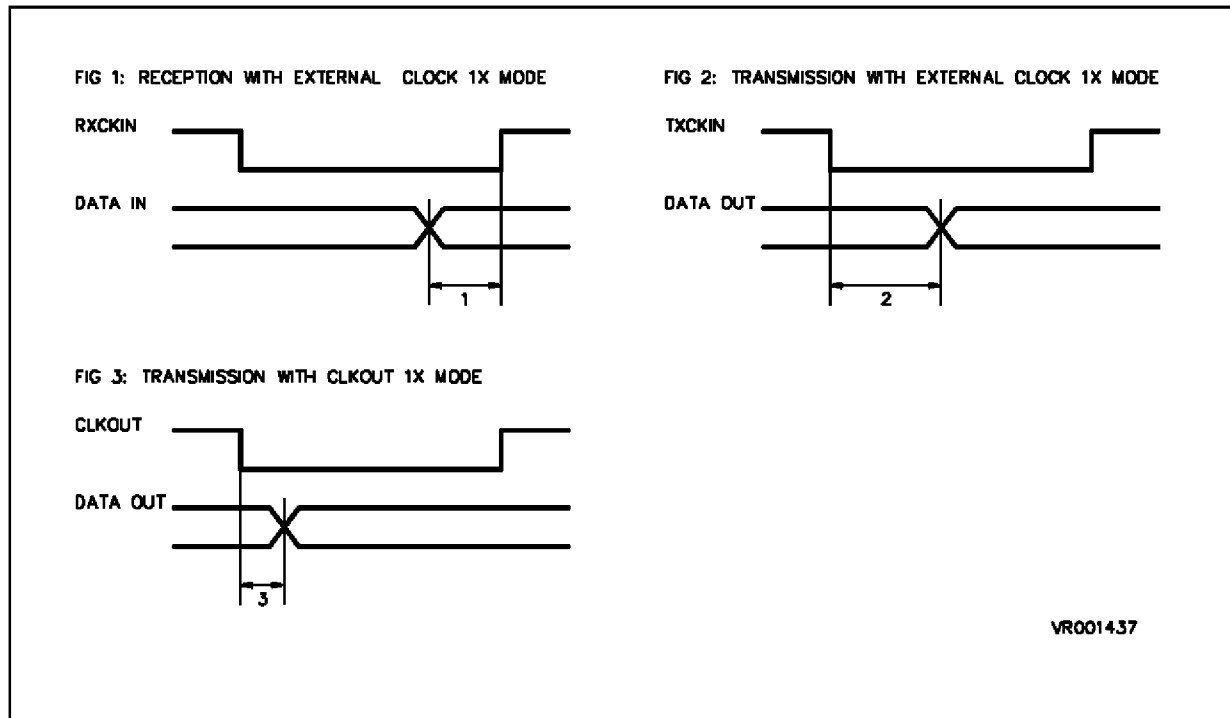 FIG 1: RECEPTION WITH EXTERNAL CLOCK 1X MODE
RXCKIN
DATA IN
1
FIG 2: TRANSMISSION WITH EXTERNAL CLOCK 1X MODE
TXCKIN
DATA OUT
2
FIG 3: TRANSMISSION WITH CLKOUT 1X MODE
CLKOUT
DATA OUT
3
VR001437